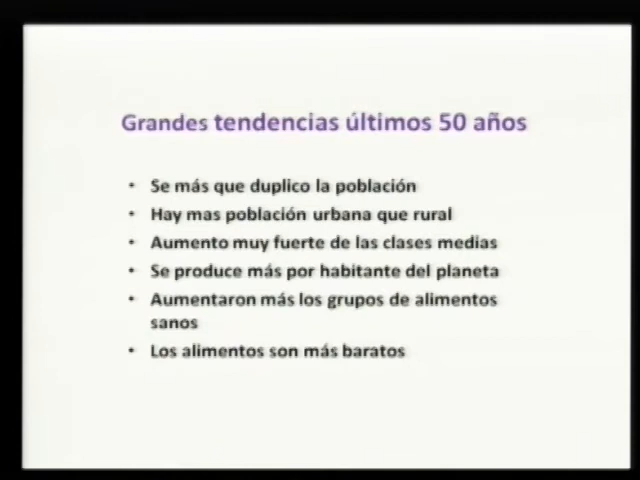 Grandes tendencias últimos 50 años
• Se más que duplico la población
• Hay mas población urbana que rural
• Aumento muy fuerte de las clases medias
• Se produce más por habitante del planeta
• Aumentaron más los grupos de alimentos
sanos
• Los alimentos son más baratos